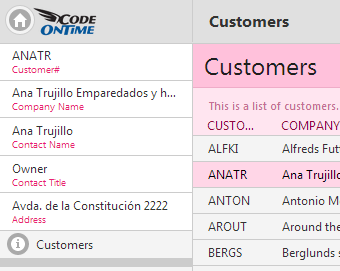 CODE
ONTIME
ANATR
Customer#
Ana Trujillo Emparedados y h...
Company Name
Ana Trujillo
Contact Name
Owner
Contact Title
Avda. de la Constitución 2222
Address
Customers
Customers
Customers
This is a list of customers.
CUSTO... COMPANY
ALFKI Alfreds Fut
ANATR Ana Trujillo
ANTON Antonio M
AROUT Around the
BERGS Berglunds s